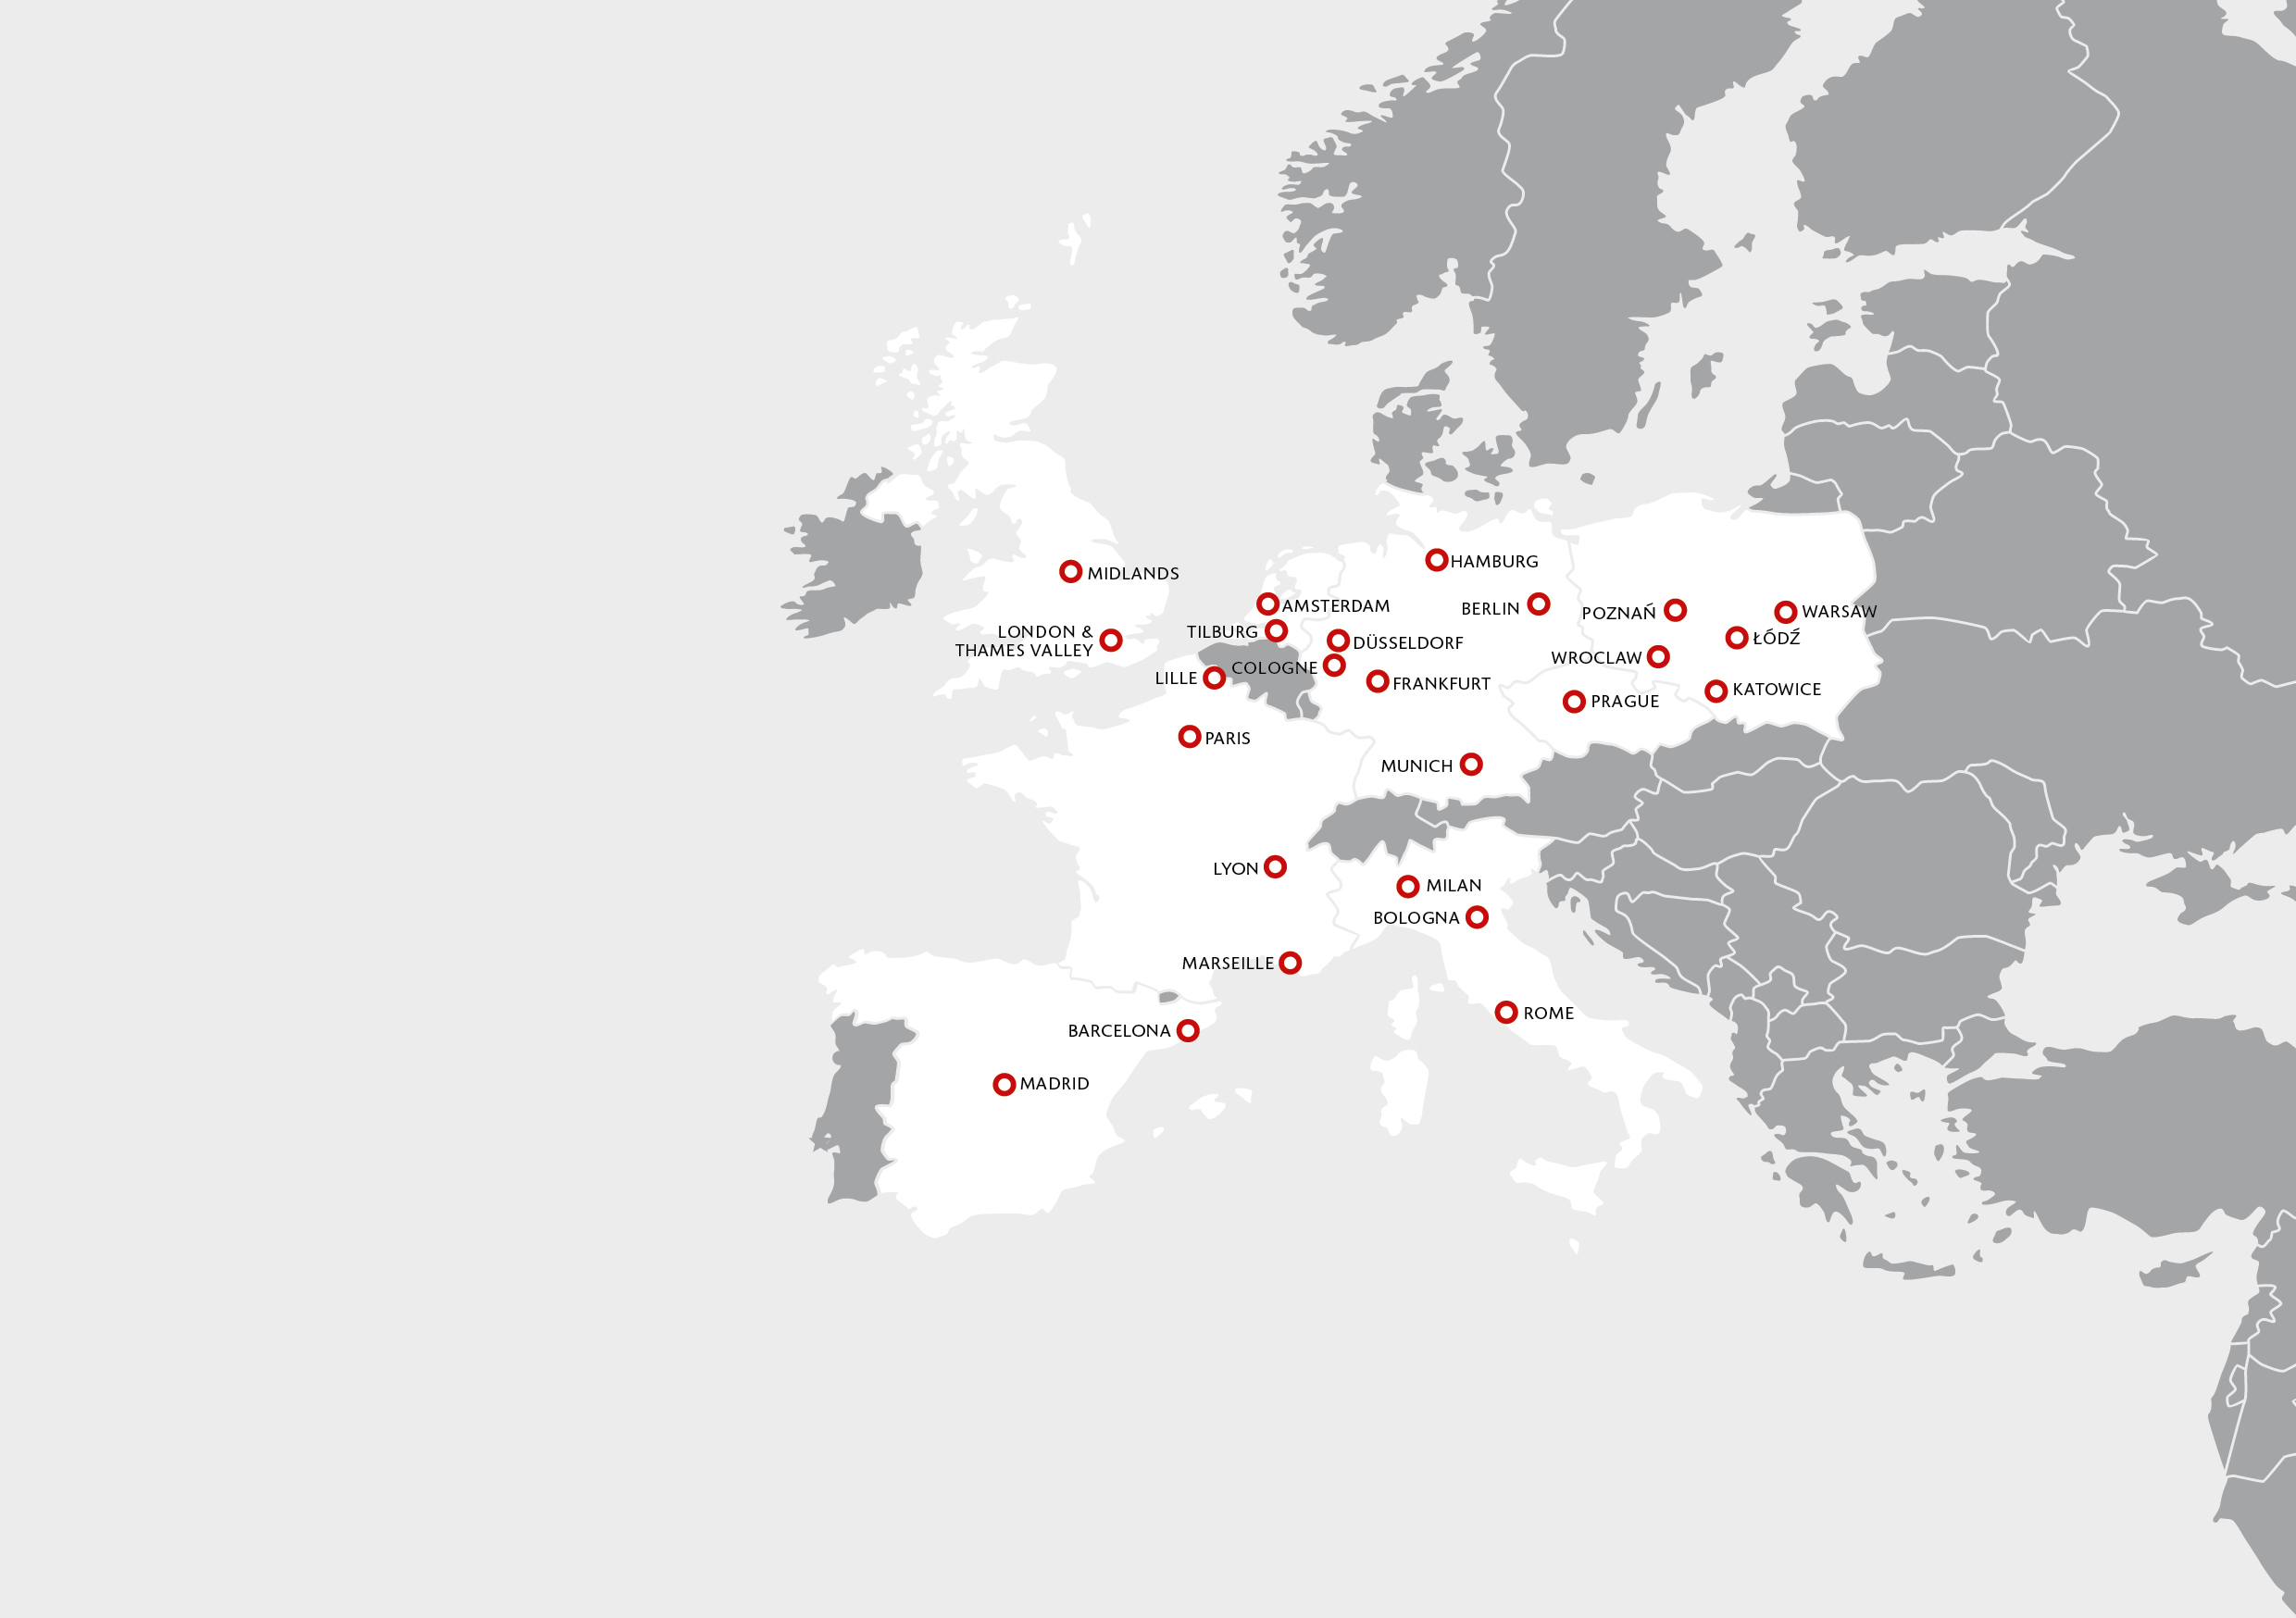 HAMBURG
MIDLANDS
AMSTERDAM
BERLIN
POZNAŃ
WARSAW
TILBURG
LONDON &
THAMES VALLEY
DÜSSELDORF
ŁÓDŹ
WROCLAW
COLOGNE
LILLE
FRANKFURT
KATOWICE
PRAGUE
PARIS
MUNICH
LYON
MILAN
BOLOGNA
MARSEILLE
ROME
BARCELONA
MADRID